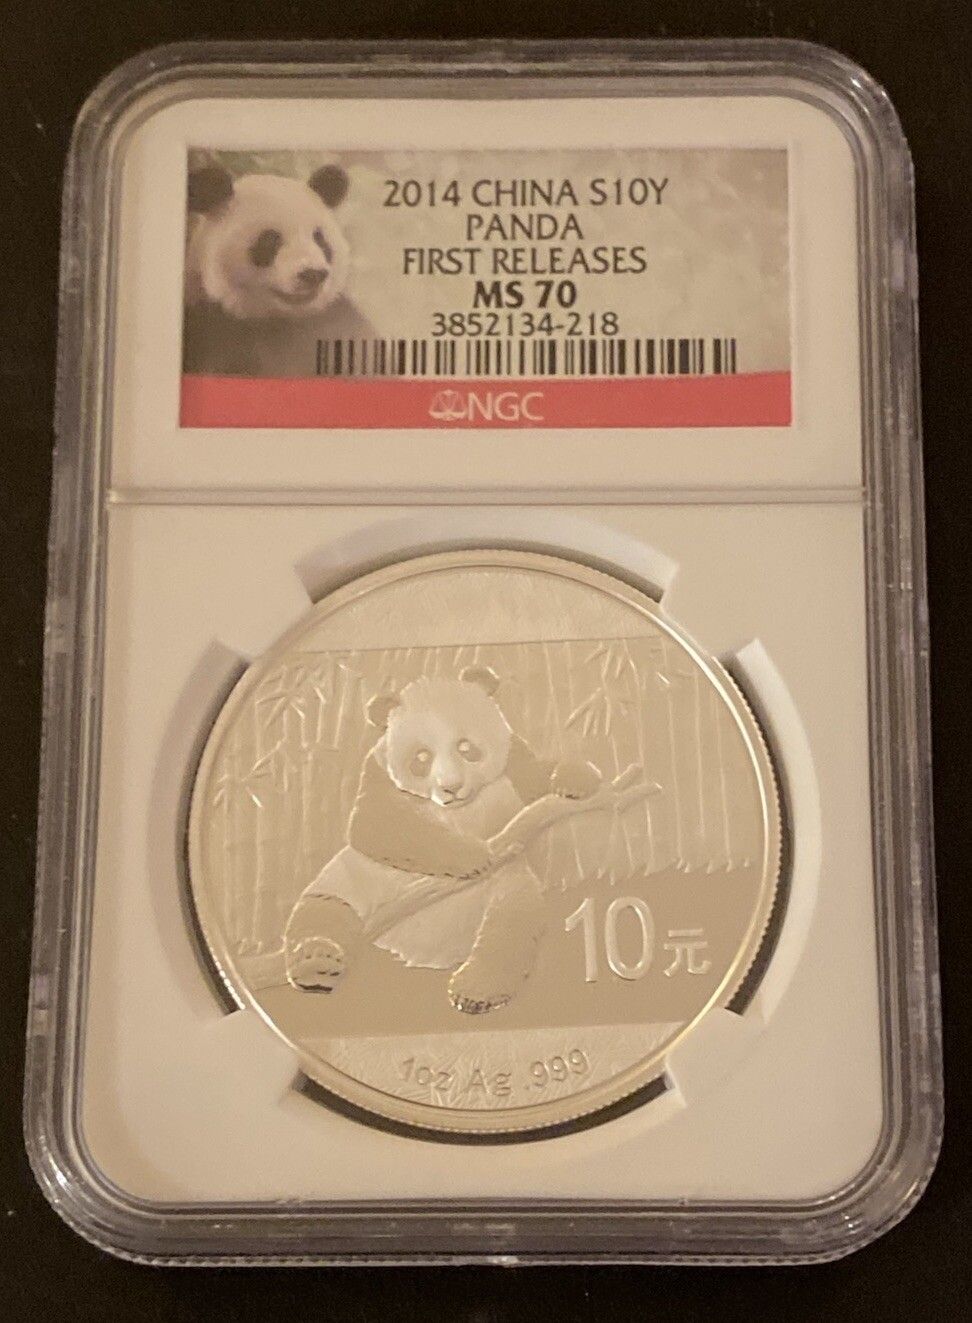 2014 CHINA S10Y
PANDA
FIRST RELEASES
MS 70
3852134-218
NGC
10元
1oz Ag .999